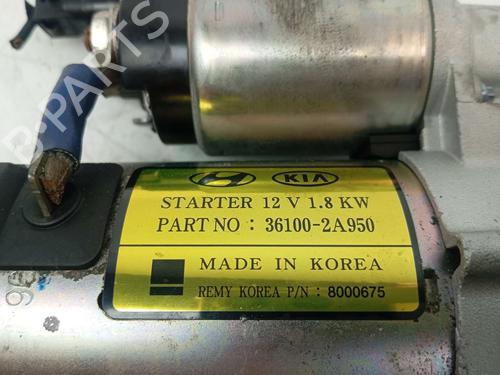 B-PARTS
KIA
STARTER 12 V 1.8 KW
PART NO : 36100-2A950
MADE IN KOREA
REMY KOREA P/N : 8000675